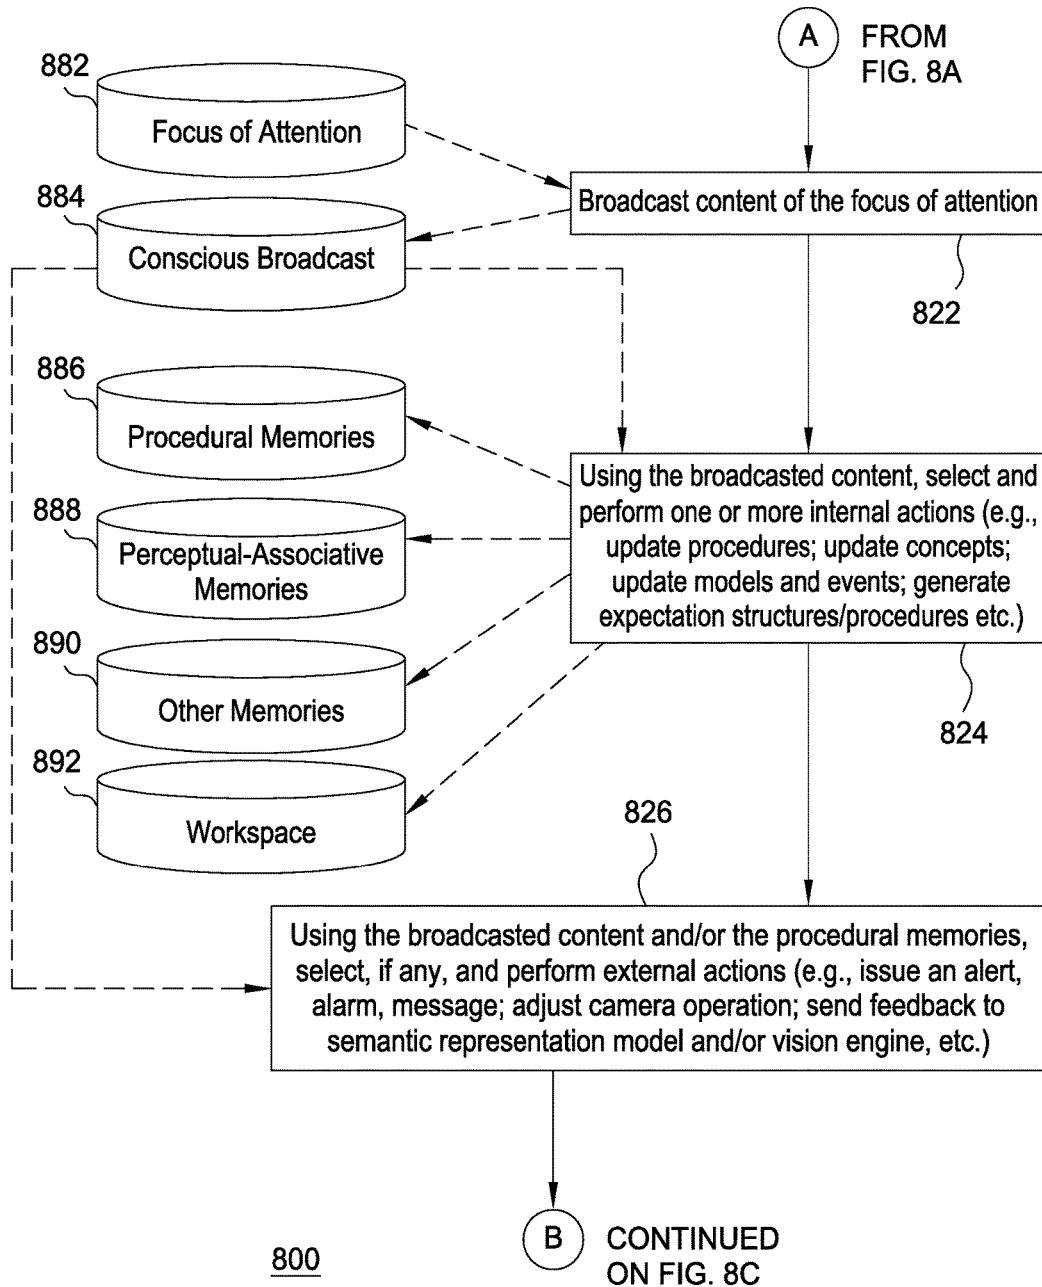 A
FROM
FIG. 8A
882
Focus of Attention
884
Broadcast content of the focus of attention
Conscious Broadcast
822
886
Procedural Memories
Using the broadcasted content, select and
perform one or more internal actions (e.g.,
update procedures; update concepts;
update models and events; generate
expectation structures/procedures etc.)
888
Perceptual-Associative
Memories
890
Other Memories
824
892
Workspace
826
Using the broadcasted content and/or the procedural memories,
select, if any, and perform external actions (e.g., issue an alert,
alarm, message; adjust camera operation; send feedback to
semantic representation model and/or vision engine, etc.)
B
CONTINUED
ON FIG. 8C
800